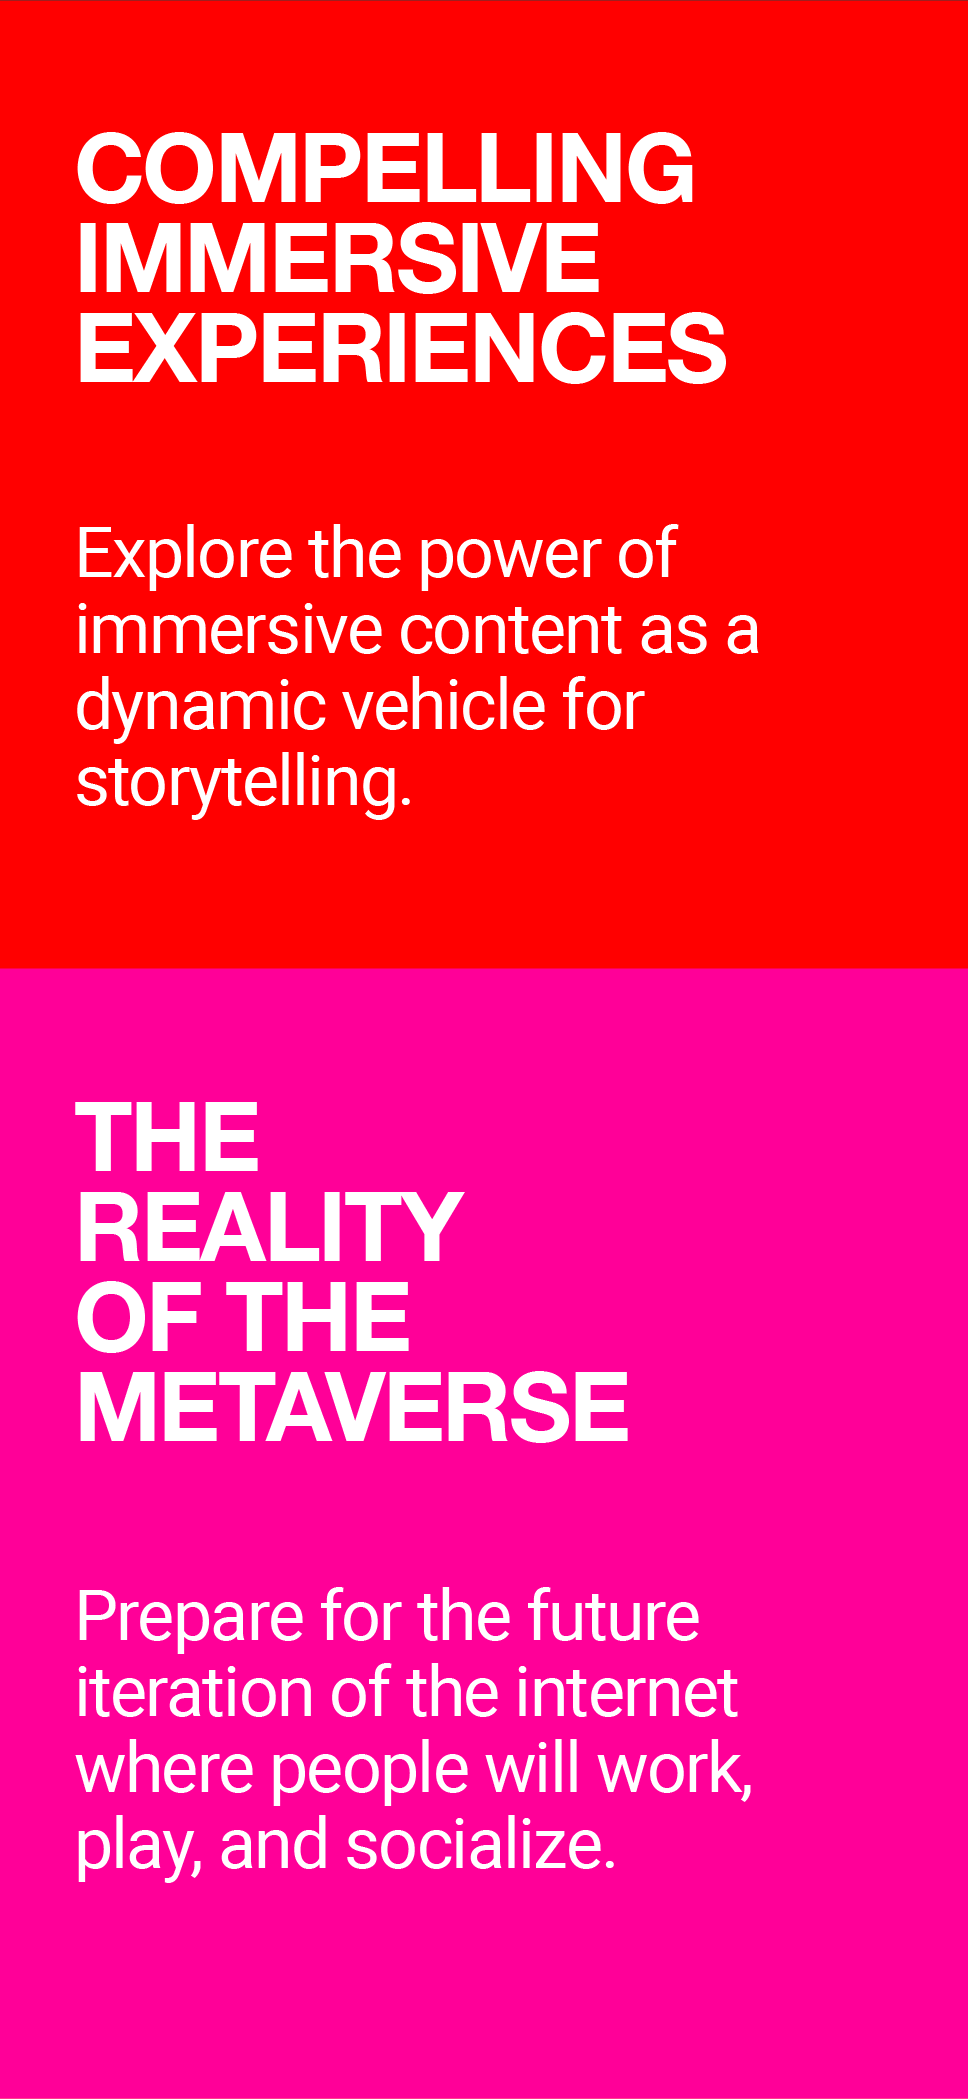 COMPELLING
IMMERSIVE
EXPERIENCES
Explore the power of
immersive content as a
dynamic vehicle for
storytelling.
THE
REALITY
OF THE
METAVERSE
Prepare for the future
iteration of the internet
where people will work,
play, and socialize.